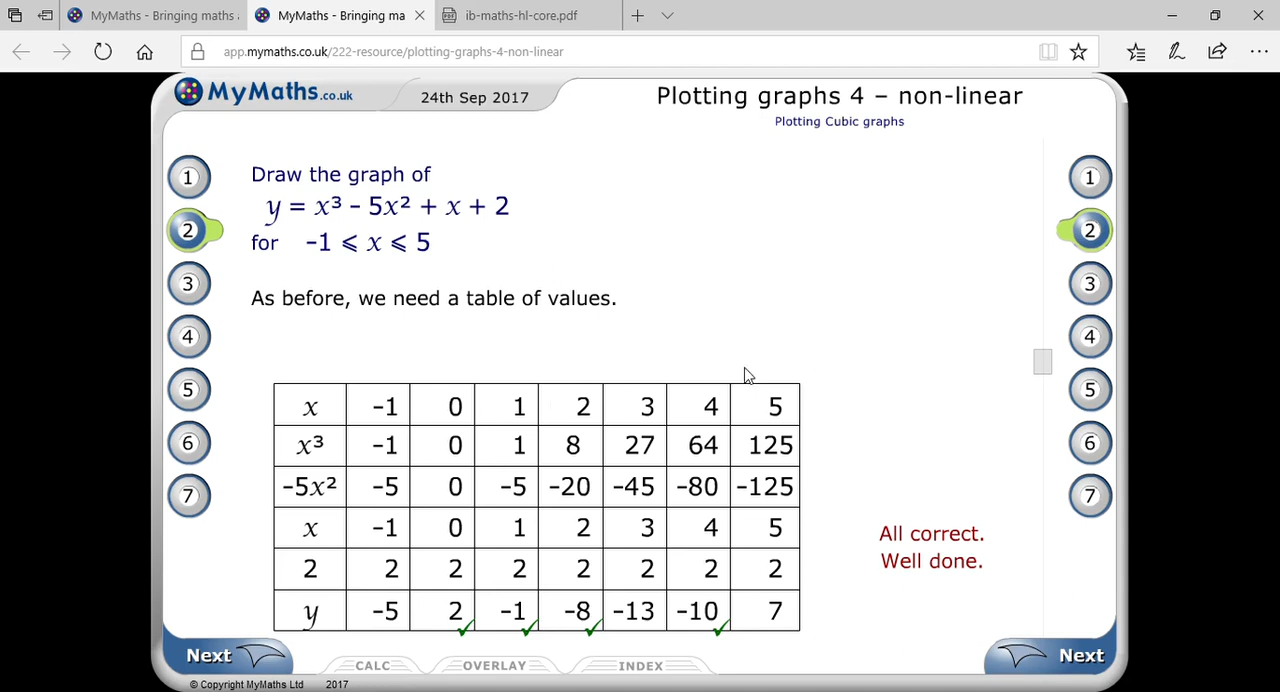 MyMaths - Bringing maths
MyMaths - Bringing ma
ib-maths-hl-core.pdf
app.mymaths.co.uk/222-resource/plotting-graphs-4-non-linear
MyMaths.co.uk
24th Sep 2017
Plotting graphs 4 – non-linear
Plotting Cubic graphs
1
2
3
4
5
6
7
Draw the graph of
y = x³ - 5x² + x + 2
for -1 ⩽ x ⩽ 5
As before, we need a table of values.
x -1 0 1 2 3 4 5
x³ -1 0 1 8 27 64 125
-5x² -5 0 -5 -20 -45 -80 -125
x -1 0 1 2 3 4 5
2 2 2 2 2 2 2 2
y -5 2 -1 -8 -13 -10 7
All correct.
Well done.
1
2
3
4
5
6
7
Next
CALC
OVERLAY
INDEX
Next
© Copyright MyMaths Ltd 2017